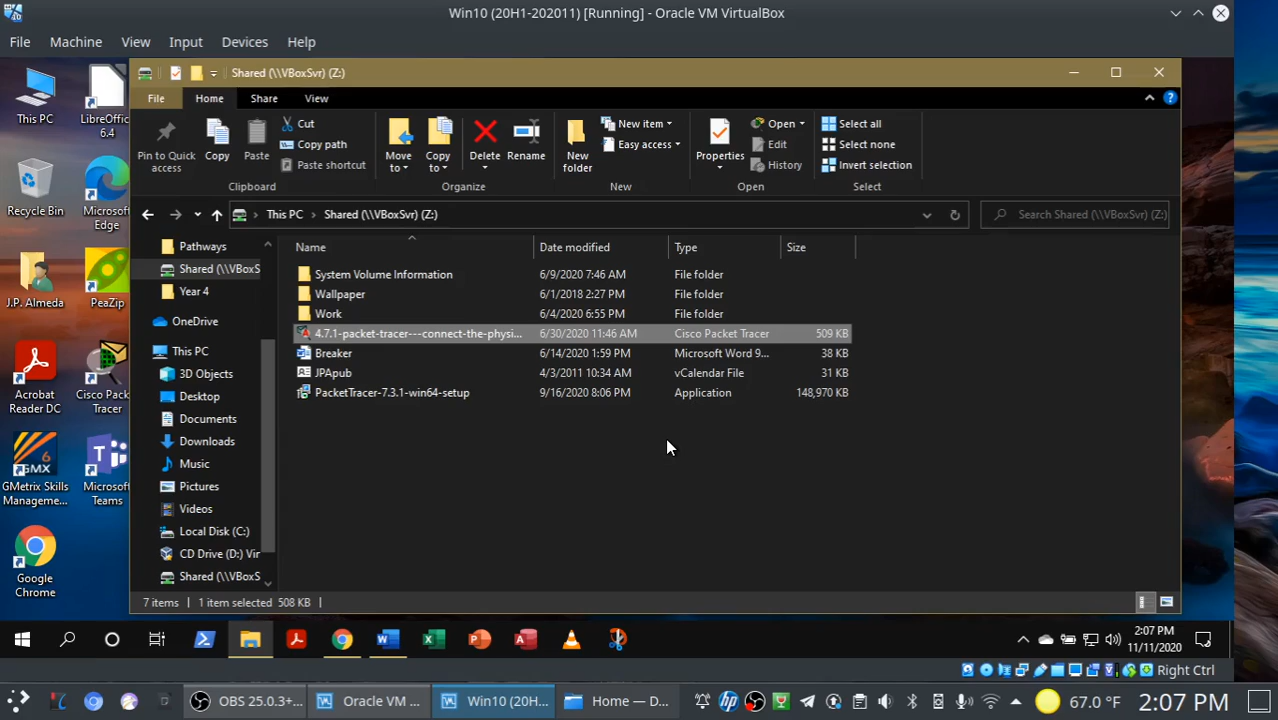 Win10 (20H1-202011) [Running] - Oracle VM VirtualBox
File Machine View Input Devices Help
Shared (\\VBoxSvr) (Z:)
File Home Share View
Pin to Quick access
Copy
Paste
Cut
Copy path
Paste shortcut
Clipboard
Move to
Copy to
Delete
Rename
Organize
New folder
New item
Easy access
New
Properties
Open
Edit
History
Open
Select all
Select none
Invert selection
Select
This PC > Shared (\\VBoxSvr) (Z:)
Search Shared (\\VBoxSvr) (Z:)
This PC
LibreOffice 6.4
Recycle Bin
Microsoft Edge
J.P. Almeda
PeaZip
Acrobat Reader DC
Cisco Packet Tracer
GMetrix Skills Manageme...
Microsoft Teams
Google Chrome
Pathways
Shared (\\VBoxS
Year 4
OneDrive
This PC
3D Objects
Desktop
Documents
Downloads
Music
Pictures
Videos
Local Disk (C:)
CD Drive (D:) Vir
Shared (\\VBoxS
Name Date modified Type Size
System Volume Information 6/9/2020 7:46 AM File folder
Wallpaper 6/1/2018 2:27 PM File folder
Work 6/4/2020 6:55 PM File folder
4.7.1-packet-tracer---connect-the-physi... 6/30/2020 11:46 AM Cisco Packet Tracer 509 KB
Breaker 6/14/2020 1:59 PM Microsoft Word 9... 38 KB
JPApub 4/3/2011 10:34 AM vCalendar File 31 KB
PacketTracer-7.3.1-win64-setup 9/16/2020 8:06 PM Application 148,970 KB
7 items 1 item selected 508 KB
2:07 PM
11/11/2020
Right Ctrl
OBS 25.0.3+...
Oracle VM ...
Win10 (20H...
Home — D...
67.0 °F
2:07 PM